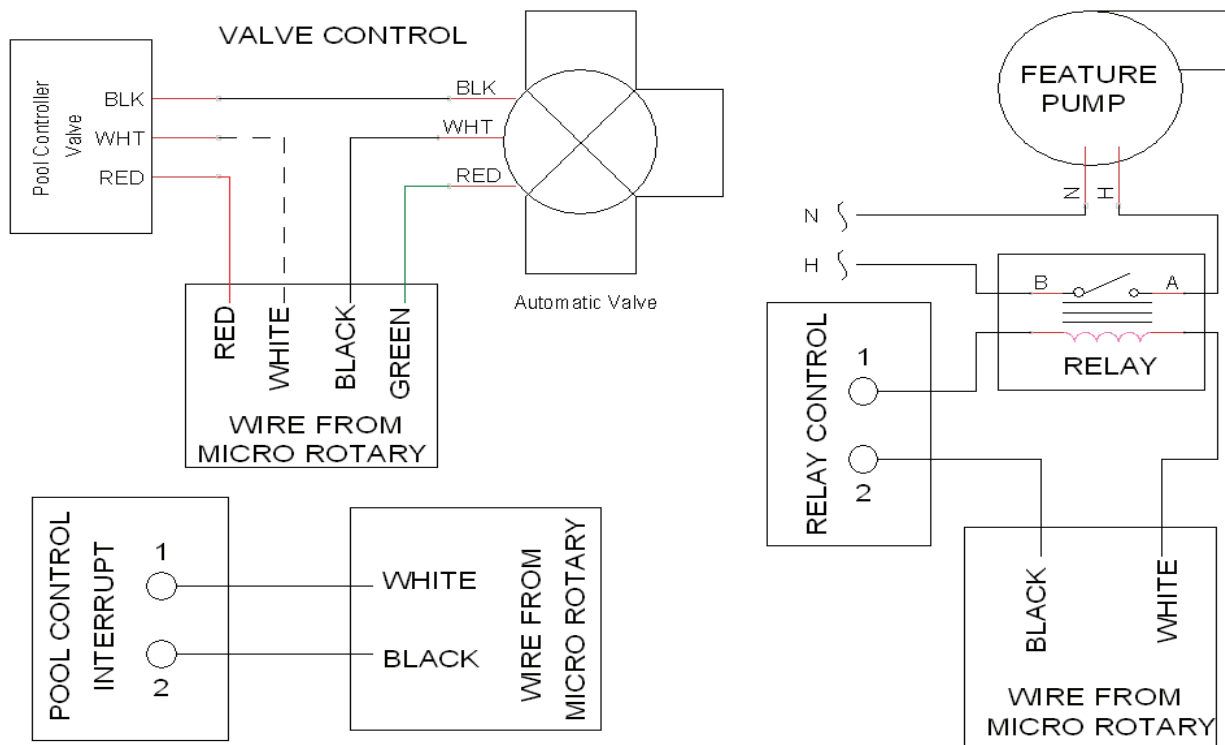 VALVE CONTROL
Pool Controller
Valve
BLK
WHT
RED
BLK
WHT
RED
Automatic Valve
RED
WHITE
BLACK
GREEN
WIRE FROM
MICRO ROTARY
POOL CONTROL
INTERRUPT
1
2
WHITE
BLACK
WIRE FROM
MICRO ROTARY
FEATURE
PUMP
N
H
N
H
B
A
RELAY
RELAY CONTROL
1
2
BLACK
WHITE
WIRE FROM
MICRO ROTARY